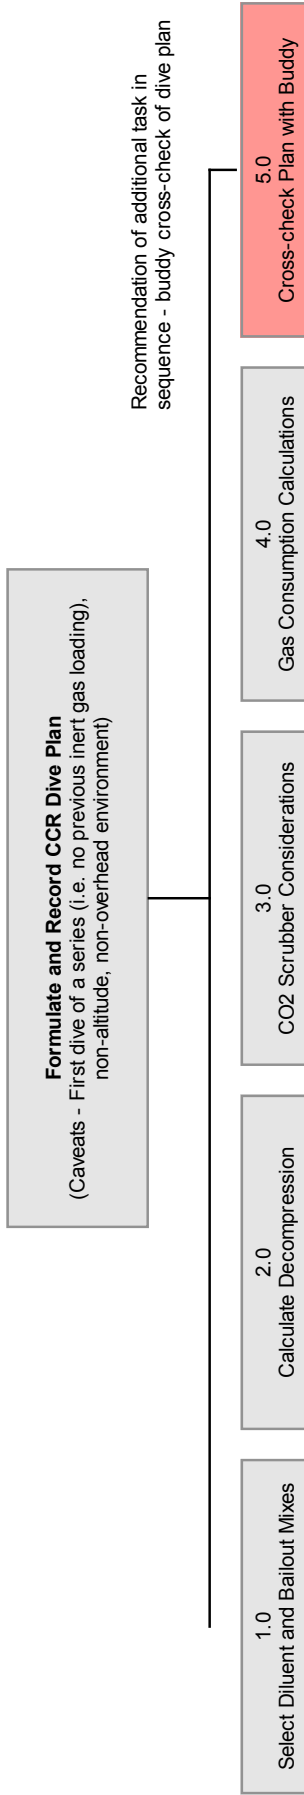 Formulate and Record CCR Dive Plan
(Caveats - First dive of a series (i.e. no previous inert gas loading),
non-altitude, non-overhead environment)
Recommendation of additional task in
sequence - buddy cross-check of dive plan
1.0
Select Diluent and Bailout Mixes
2.0
Calculate Decompression
3.0
CO2 Scrubber Considerations
4.0
Gas Consumption Calculations
5.0
Cross-check Plan with Buddy